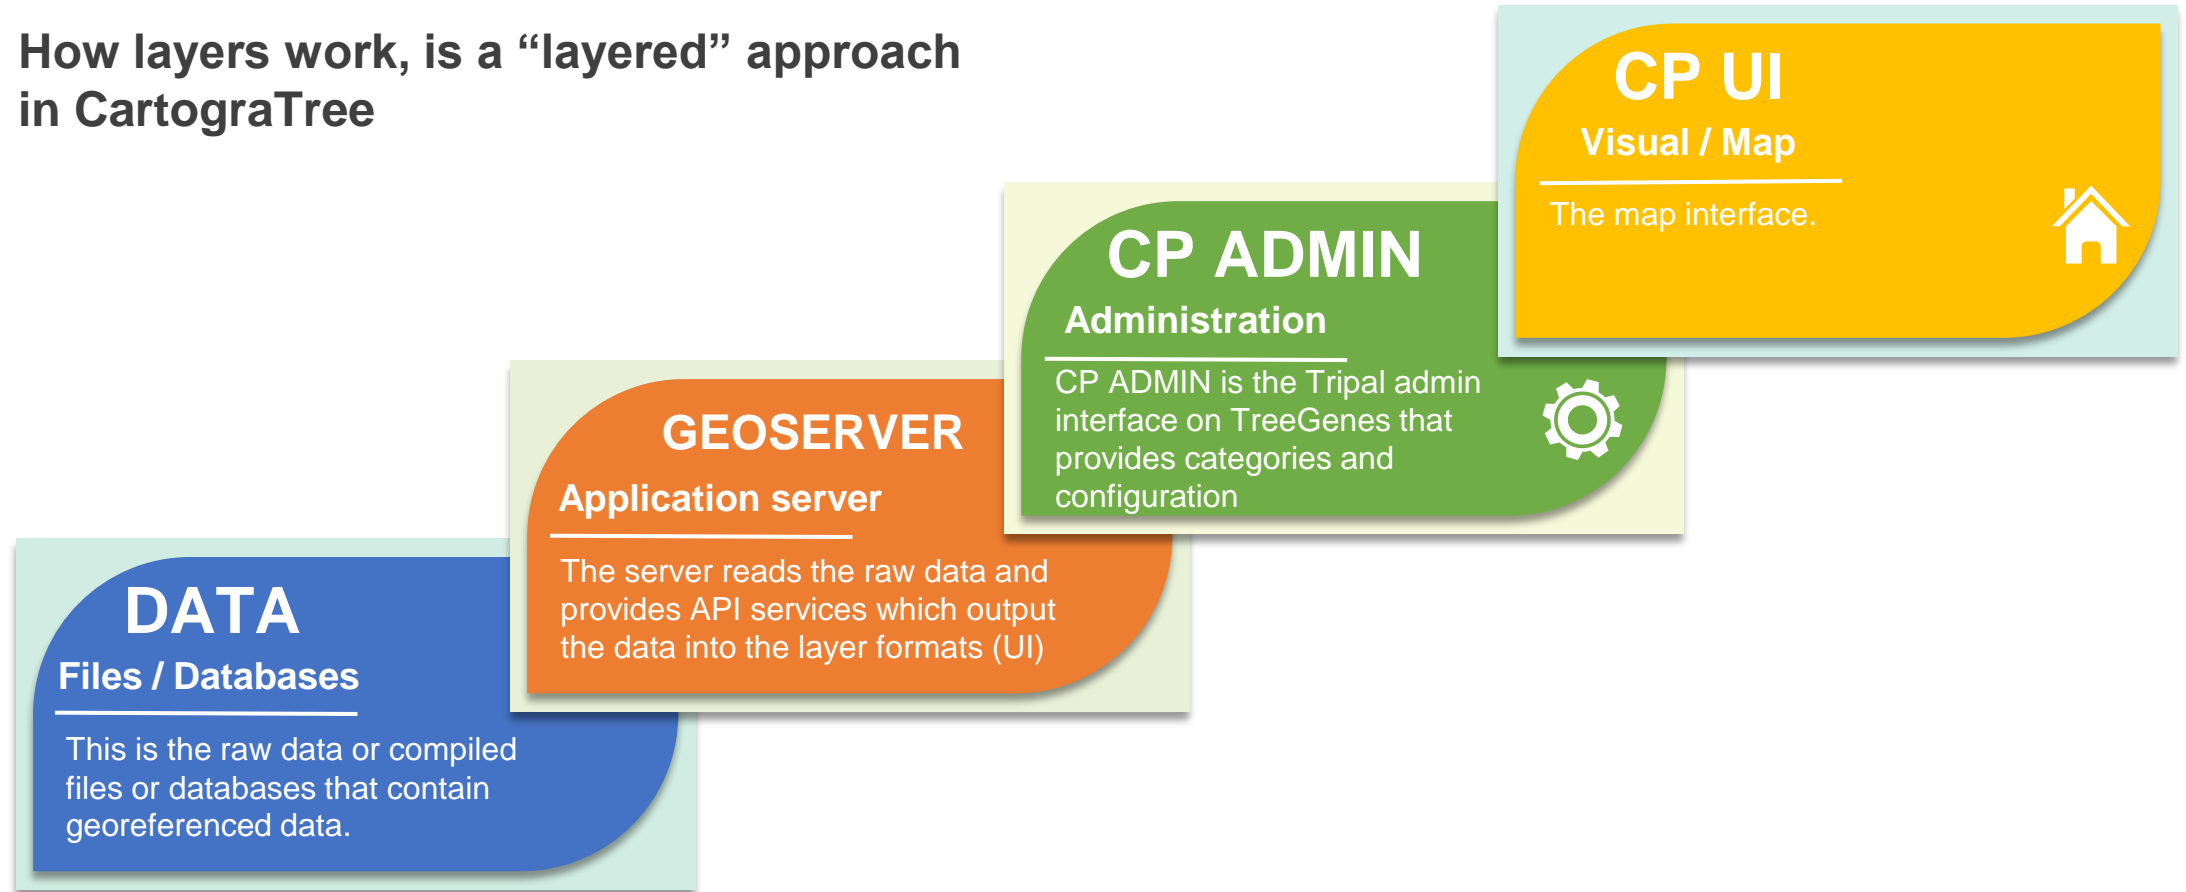 How layers work, is a “layered” approach
in CartograTree
CP UI
Visual / Map
The map interface.
CP ADMIN
Administration
CP ADMIN is the Tripal admin
interface on TreeGenes that
provides categories and
configuration
GEOSERVER
Application server
The server reads the raw data and
provides API services which output
the data into the layer formats (UI)
DATA
Files / Databases
This is the raw data or compiled
files or databases that contain
georeferenced data.